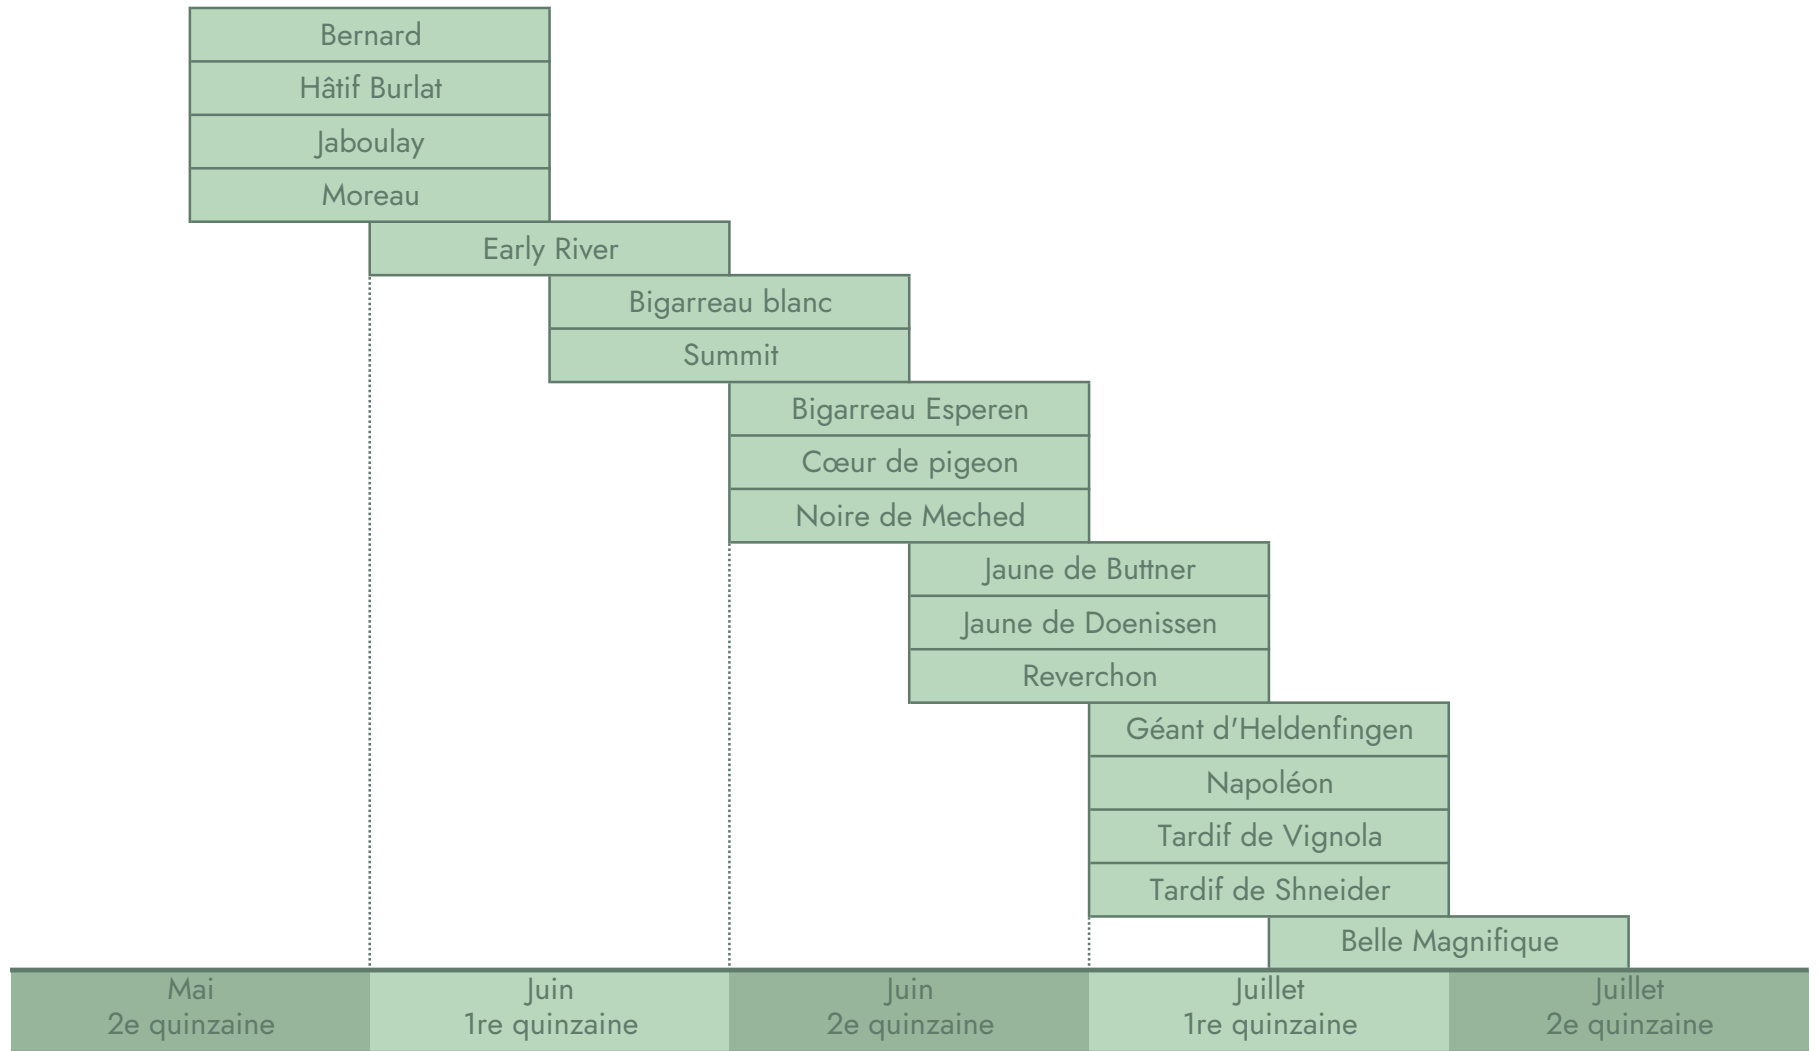 Bernard
Hâtif Burlat
Jaboulay
Moreau
Early River
Bigarreau blanc
Summit
Bigarreau Esperen
Cœur de pigeon
Noire de Meched
Jaune de Buttner
Jaune de Doenissen
Reverchon
Géant d'Heldenfingen
Napoléon
Tardif de Vignola
Tardif de Shneider
Belle Magnifique
Mai
2e quinzaine
Juin
1re quinzaine
Juin
2e quinzaine
Juillet
1re quinzaine
Juillet
2e quinzaine